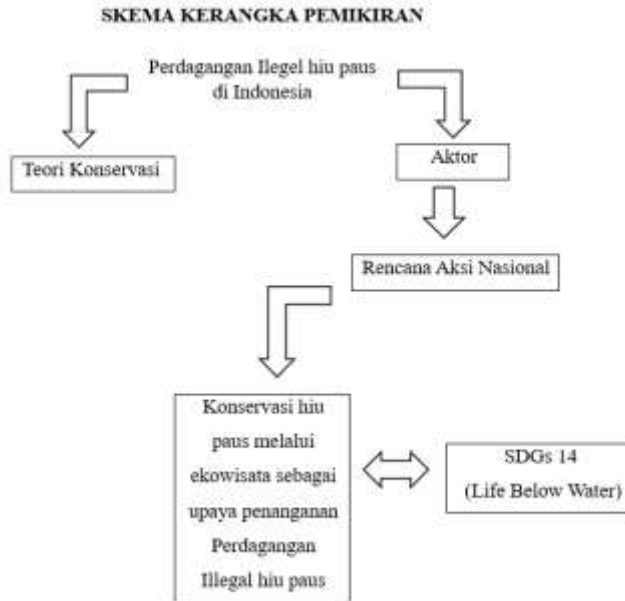 SKEMA KERANGKA PEMIKIRAN
Perdagangan Ilegel hiu paus
di Indonesia
Teori Konservasi
Aktor
Rencana Aksi Nasional
Konservasi hiu
paus melalui
ekowisata sebagai
upaya penanganan
Perdagangan
Illegal hiu paus
SDGs 14
(Life Below Water)